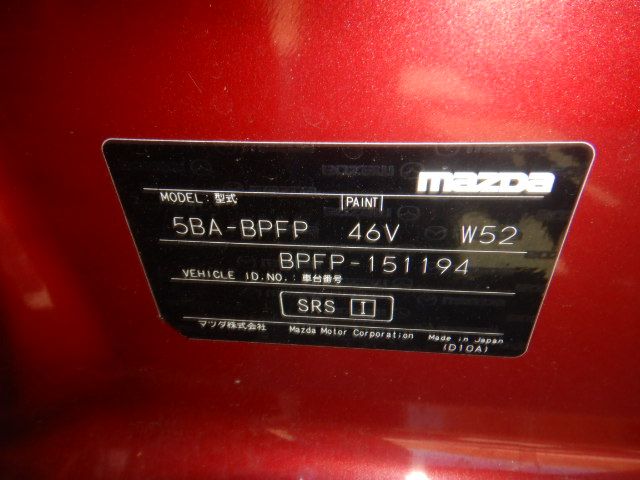 mazda
MODEL:型式 PAINT
5BA-BPFP 46V W52
BPFP-151194
VEHICLE ID.NO.:車台番号
SRS I
マツダ株式会社 Mazda Motor Corporation Made in Japan
(D10A)